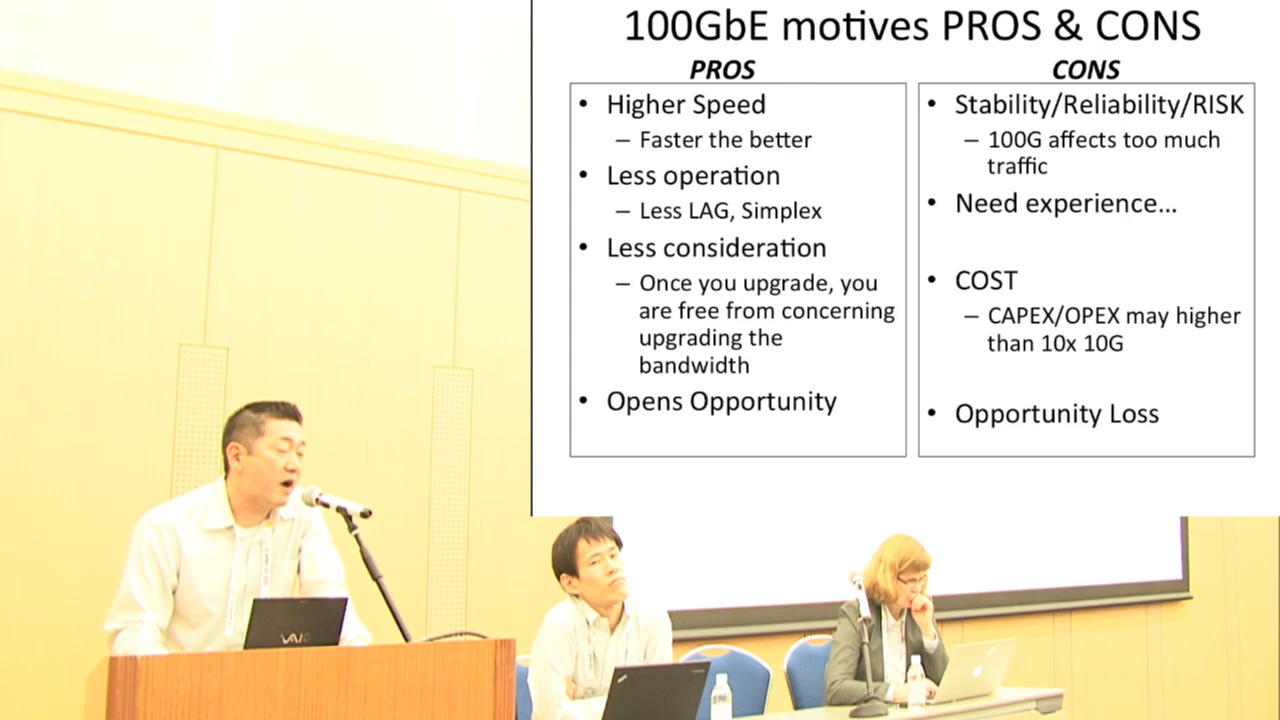 100GbE motives PROS & CONS
PROS
• Higher Speed
– Faster the better
• Less operation
– Less LAG, Simplex
• Less consideration
– Once you upgrade, you
are free from concerning
upgrading the
bandwidth
• Opens Opportunity
CONS
• Stability/Reliability/RISK
– 100G affects too much
traffic
• Need experience...
• COST
– CAPEX/OPEX may higher
than 10x 10G
• Opportunity Loss
VAIO